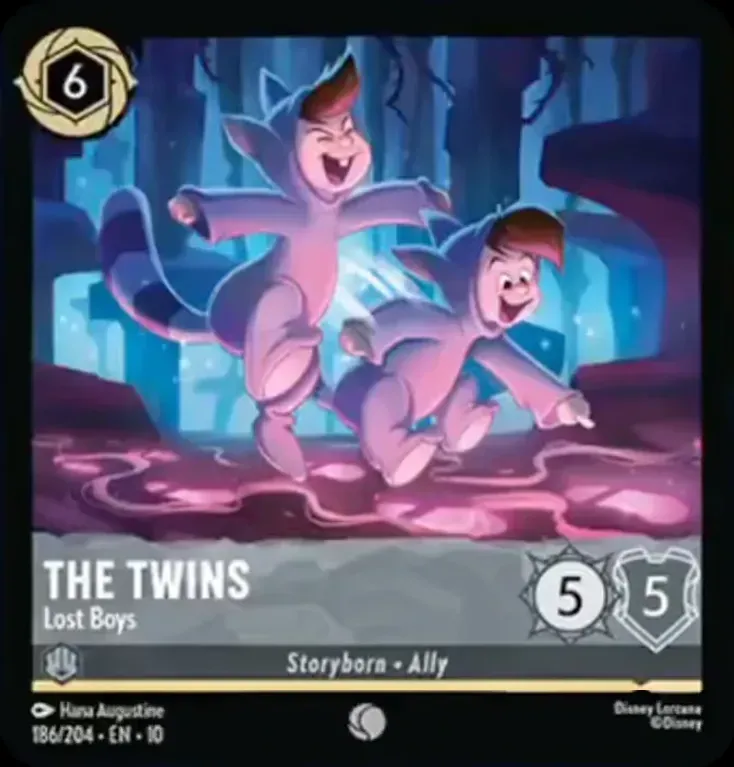 6
THE TWINS
Lost Boys
5 5
Storyborn • Ally
Hana Augustine
186/204 • EN • 10
Disney Lorcana
©Disney